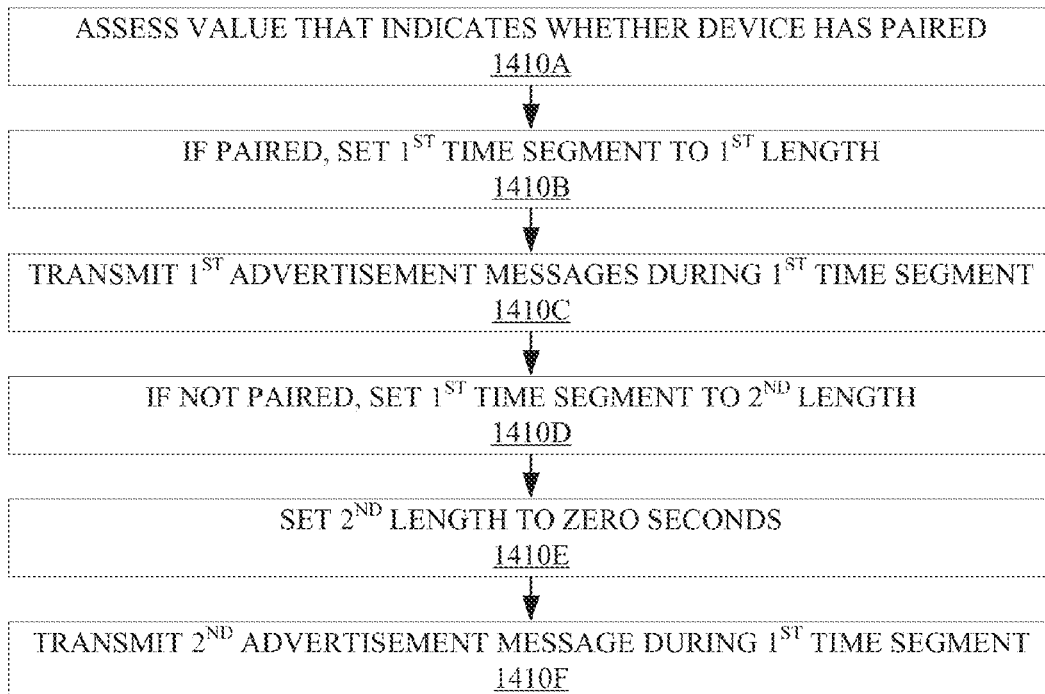 ASSESS VALUE THAT INDICATES WHETHER DEVICE HAS PAIRED
1410A
IF PAIRED, SET 1ST TIME SEGMENT TO 1ST LENGTH
1410B
TRANSMIT 1ST ADVERTISEMENT MESSAGES DURING 1ST TIME SEGMENT
1410C
IF NOT PAIRED, SET 1ST TIME SEGMENT TO 2ND LENGTH
1410D
SET 2ND LENGTH TO ZERO SECONDS
1410E
TRANSMIT 2ND ADVERTISEMENT MESSAGE DURING 1ST TIME SEGMENT
1410F